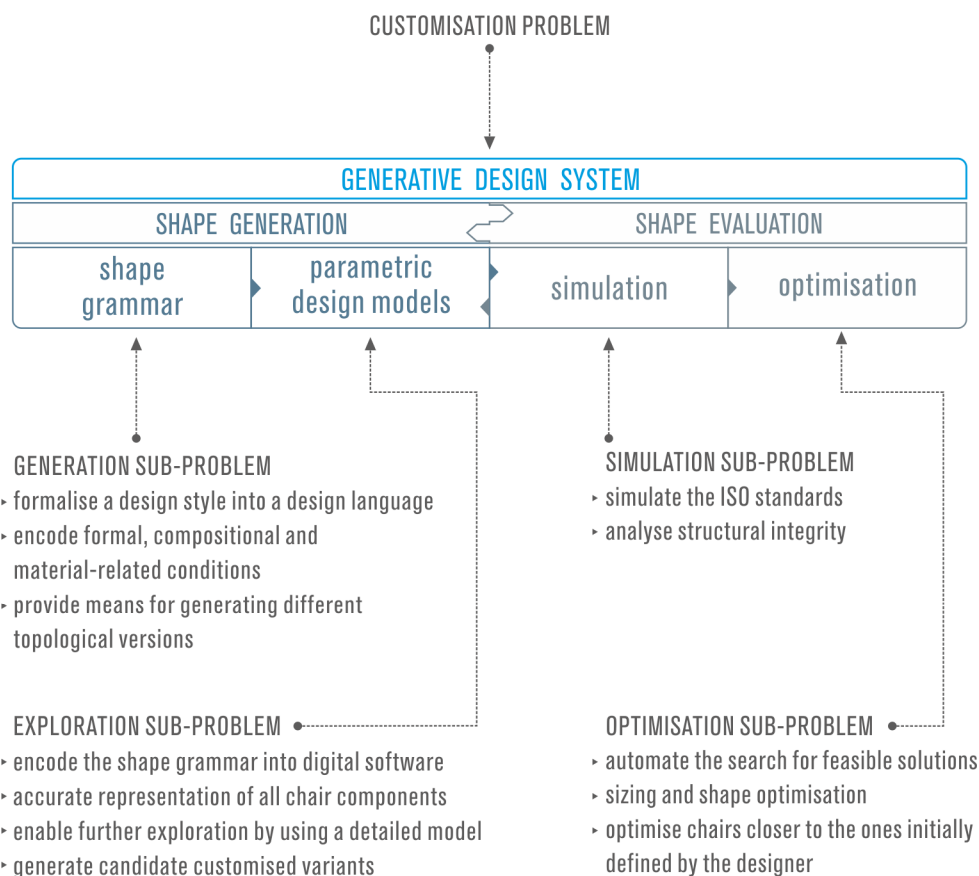 CUSTOMISATION PROBLEM
GENERATIVE DESIGN SYSTEM
SHAPE GENERATION
SHAPE EVALUATION
shape
grammar
parametric
design models
simulation
optimisation
GENERATION SUB-PROBLEM
‣ formalise a design style into a design language
‣ encode formal, compositional and
material-related conditions
‣ provide means for generating different
topological versions
SIMULATION SUB-PROBLEM
‣ simulate the ISO standards
‣ analyse structural integrity
EXPLORATION SUB-PROBLEM
‣ encode the shape grammar into digital software
‣ accurate representation of all chair components
‣ enable further exploration by using a detailed model
‣ generate candidate customised variants
OPTIMISATION SUB-PROBLEM
‣ automate the search for feasible solutions
‣ sizing and shape optimisation
‣ optimise chairs closer to the ones initially
defined by the designer